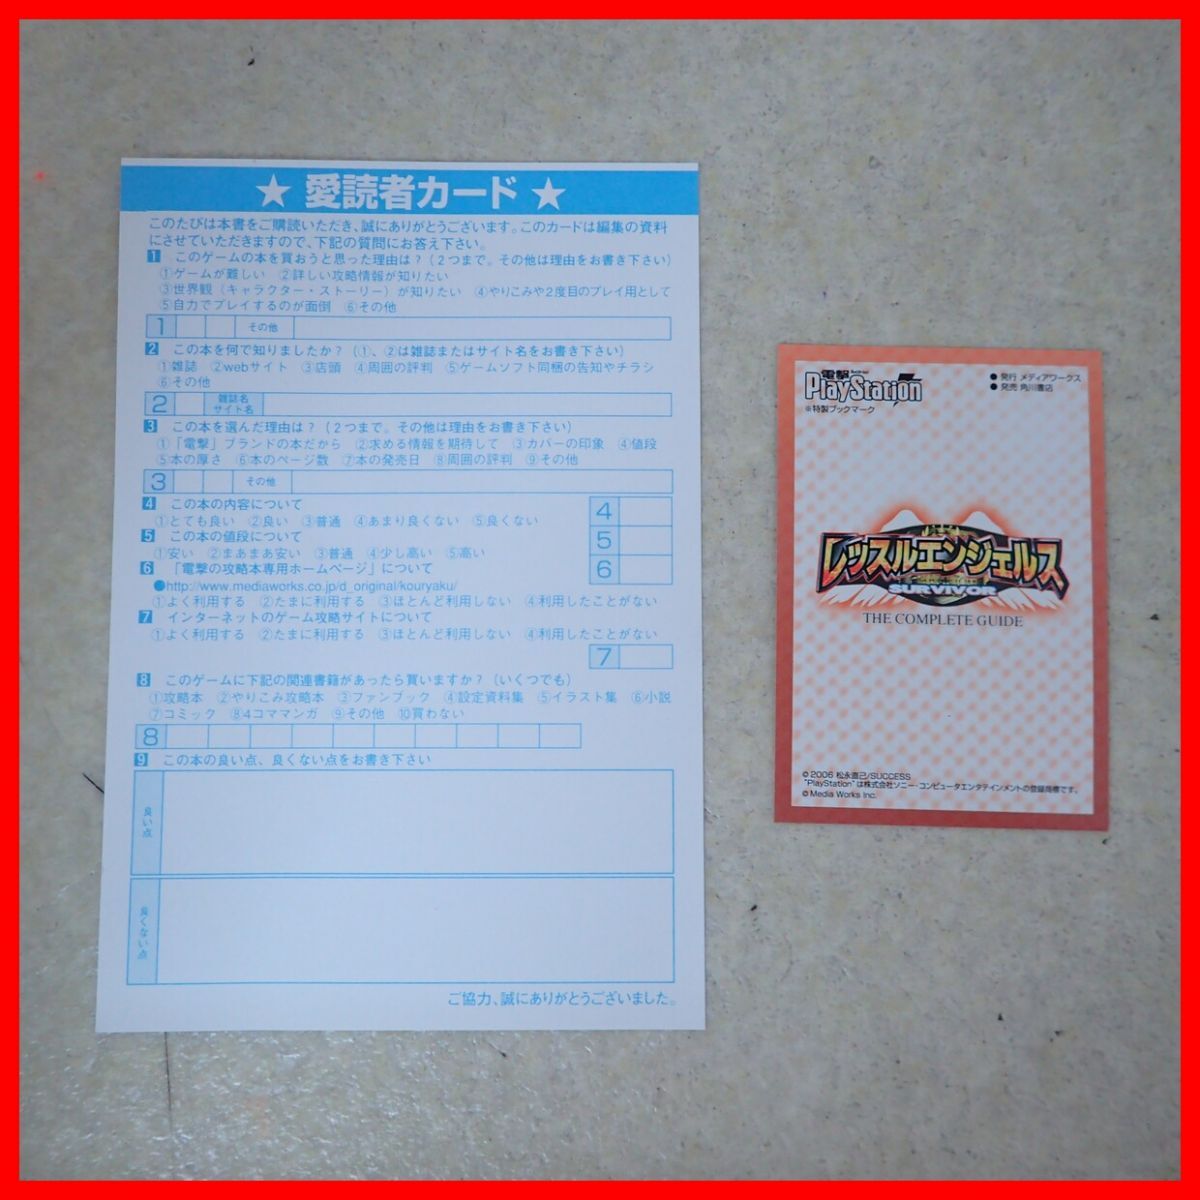 ★ 愛読者カード ★
このたびは本書をご購読いただき、誠にありがとうございます。このカードは編集の資料
にさせていただきますので、下記の質問にお答え下さい。
1 このゲームの本を買おうと思った理由は?(2つまで。その他は理由をお書き下さい)
①ゲームが難しい ②詳しい攻略情報が知りたい
③世界観(キャラクター・ストーリー)が知りたい ④やりこみや2度目のプレイ用として
⑤自力でプレイするのが面倒 ⑥その他
1 その他
2 この本を何で知りましたか?(①、②は雑誌またはサイト名をお書き下さい)
①雑誌 ②webサイト ③店頭 ④周囲の評判 ⑤ゲームソフト同梱の告知やチラシ
⑥その他
2 雑誌名
サイト名
3 この本を選んだ理由は?(2つまで。その他は理由をお書き下さい)
①「電撃」ブランドの本だから ②求める情報を期待して ③カバーの印象 ④値段
⑤本の厚さ ⑥本のページ数 ⑦本の発売日 ⑧周囲の評判 ⑨その他
3 その他
4 この本の内容について
①とても良い ②良い ③普通 ④あまり良くない ⑤良くない
4
5 この本の値段について
①安い ②まあまあ安い ③普通 ④少し高い ⑤高い
5
6 「電撃の攻略本専用ホームページ」について
6
●http://www.mediaworks.co.jp/d_original/kouryaku/
①よく利用する ②たまに利用する ③ほとんど利用しない ④利用したことがない
7 インターネットのゲーム攻略サイトについて
①よく利用する ②たまに利用する ③ほとんど利用しない ④利用したことがない
7
8 このゲームに下記の関連書籍があったら買いますか?(いくつでも)
①攻略本 ②やりこみ攻略本 ③ファンブック ④設定資料集 ⑤イラスト集 ⑥小説
⑦コミック ⑧4コママンガ ⑨その他 ⑩買わない
8
9 この本の良い点、良くない点をお書き下さい
良い点
良くない点
ご協力、誠にありがとうございました。
電撃
PlayStation
※特製ブックマーク
● 発行 メディアワークス
● 発売 角川書店
レッスルエンジェルス
SURVIVOR
THE COMPLETE GUIDE
© 2006 松永直己/SUCCESS
"PlayStation"は株式会社ソニー・コンピュータエンタテインメントの登録商標です。
© Media Works Inc.